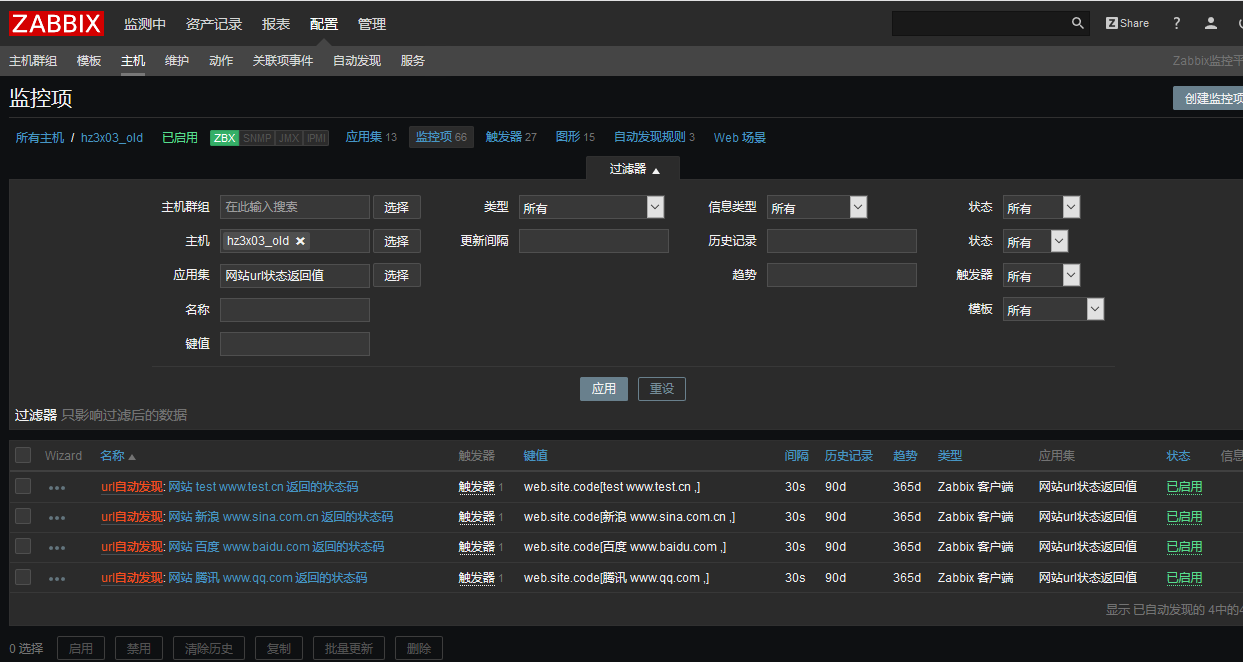 ZABBIX 监测中 资产记录 报表 配置 管理 Z Share ?
主机群组 模板 主机 维护 动作 关联项事件 自动发现 服务 Zabbix监控平
监控项 创建监控项
所有主机 / hz3x03_old 已启用 ZBX SNMP JMX IPMI 应用集 13 监控项 66 触发器 27 图形 15 自动发现规则 3 Web 场景
过滤器 ▲
主机群组 在此输入搜索 选择 类型 所有 信息类型 所有 状态 所有
主机 hz3x03_old ✖ 选择 更新间隔 历史记录 状态 所有
应用集 网站url状态返回值 选择 趋势 触发器 所有
名称 模板 所有
键值
应用 重设
过滤器 只影响过滤后的数据
Wizard 名称 ▲ 触发器 键值 间隔 历史记录 趋势 类型 应用集 状态 信息
••• url自动发现: 网站 test www.test.cn 返回的状态码 触发器 1 web.site.code[test www.test.cn ,] 30s 90d 365d Zabbix 客户端 网站url状态返回值 已启用
••• url自动发现: 网站 新浪 www.sina.com.cn 返回的状态码 触发器 1 web.site.code[新浪 www.sina.com.cn ,] 30s 90d 365d Zabbix 客户端 网站url状态返回值 已启用
••• url自动发现: 网站 百度 www.baidu.com 返回的状态码 触发器 1 web.site.code[百度 www.baidu.com ,] 30s 90d 365d Zabbix 客户端 网站url状态返回值 已启用
••• url自动发现: 网站 腾讯 www.qq.com 返回的状态码 触发器 1 web.site.code[腾讯 www.qq.com ,] 30s 90d 365d Zabbix 客户端 网站url状态返回值 已启用
显示 已自动发现的 4中的4
0 选择 启用 禁用 清除历史 复制 批量更新 删除